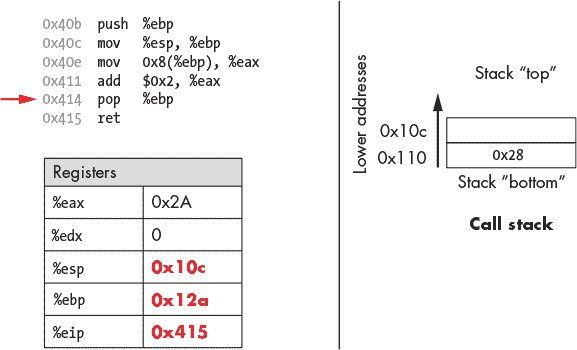 0x40b push %ebp
0x40c mov %esp, %ebp
0x40e mov 0x8(%ebp), %eax
0x411 add $0x2, %eax
0x414 pop %ebp
0x415 ret
Registers
%eax 0x2A
%edx 0
%esp 0x10c
%ebp 0x12a
%eip 0x415
Lower addresses
Stack “top”
0x10c
0x110 0x28
Stack “bottom”
Call stack